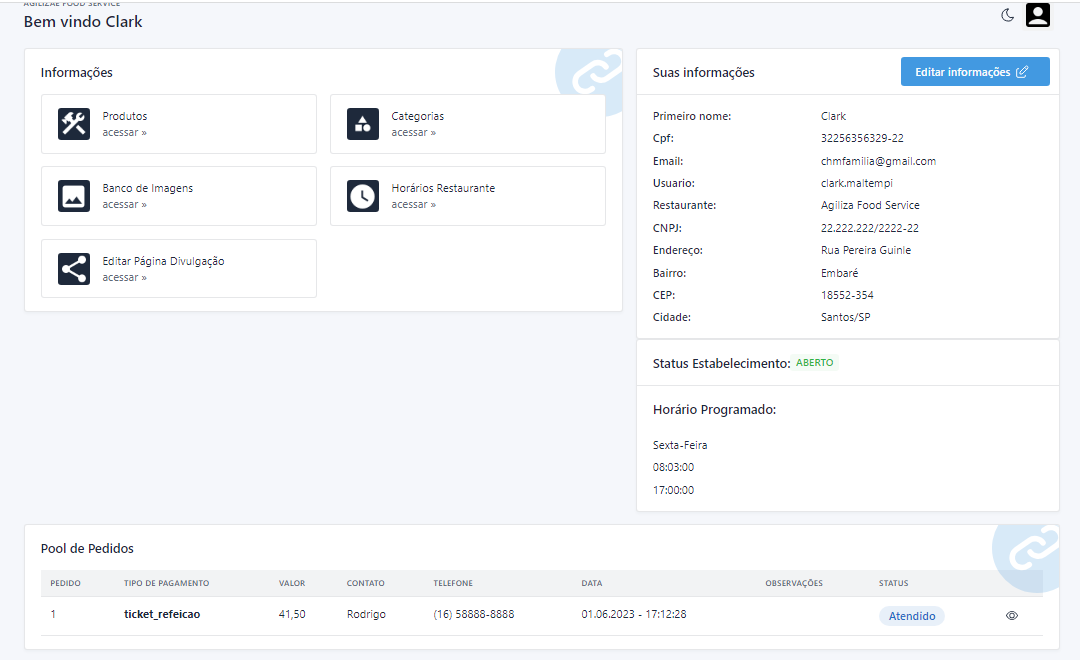 AGILIZAE FOOD SERVICE
Bem vindo Clark
Informações
Produtos
acessar »
Categorias
acessar »
Banco de Imagens
acessar »
Horários Restaurante
acessar »
Editar Página Divulgação
acessar »
Suas informações
Editar informações
Primeiro nome: Clark
Cpf: 32256356329-22
Email: chmfamilia@gmail.com
Usuario: clark.maltempi
Restaurante: Agiliza Food Service
CNPJ: 22.222.222/2222-22
Endereço: Rua Pereira Guinle
Bairro: Embaré
CEP: 18552-354
Cidade: Santos/SP
Status Estabelecimento: ABERTO
Horário Programado:
Sexta-Feira
08:03:00
17:00:00
Pool de Pedidos
PEDIDO TIPO DE PAGAMENTO VALOR CONTATO TELEFONE DATA OBSERVAÇÕES STATUS
1 ticket_refeicao 41,50 Rodrigo (16) 58888-8888 01.06.2023 - 17:12:28 Atendido